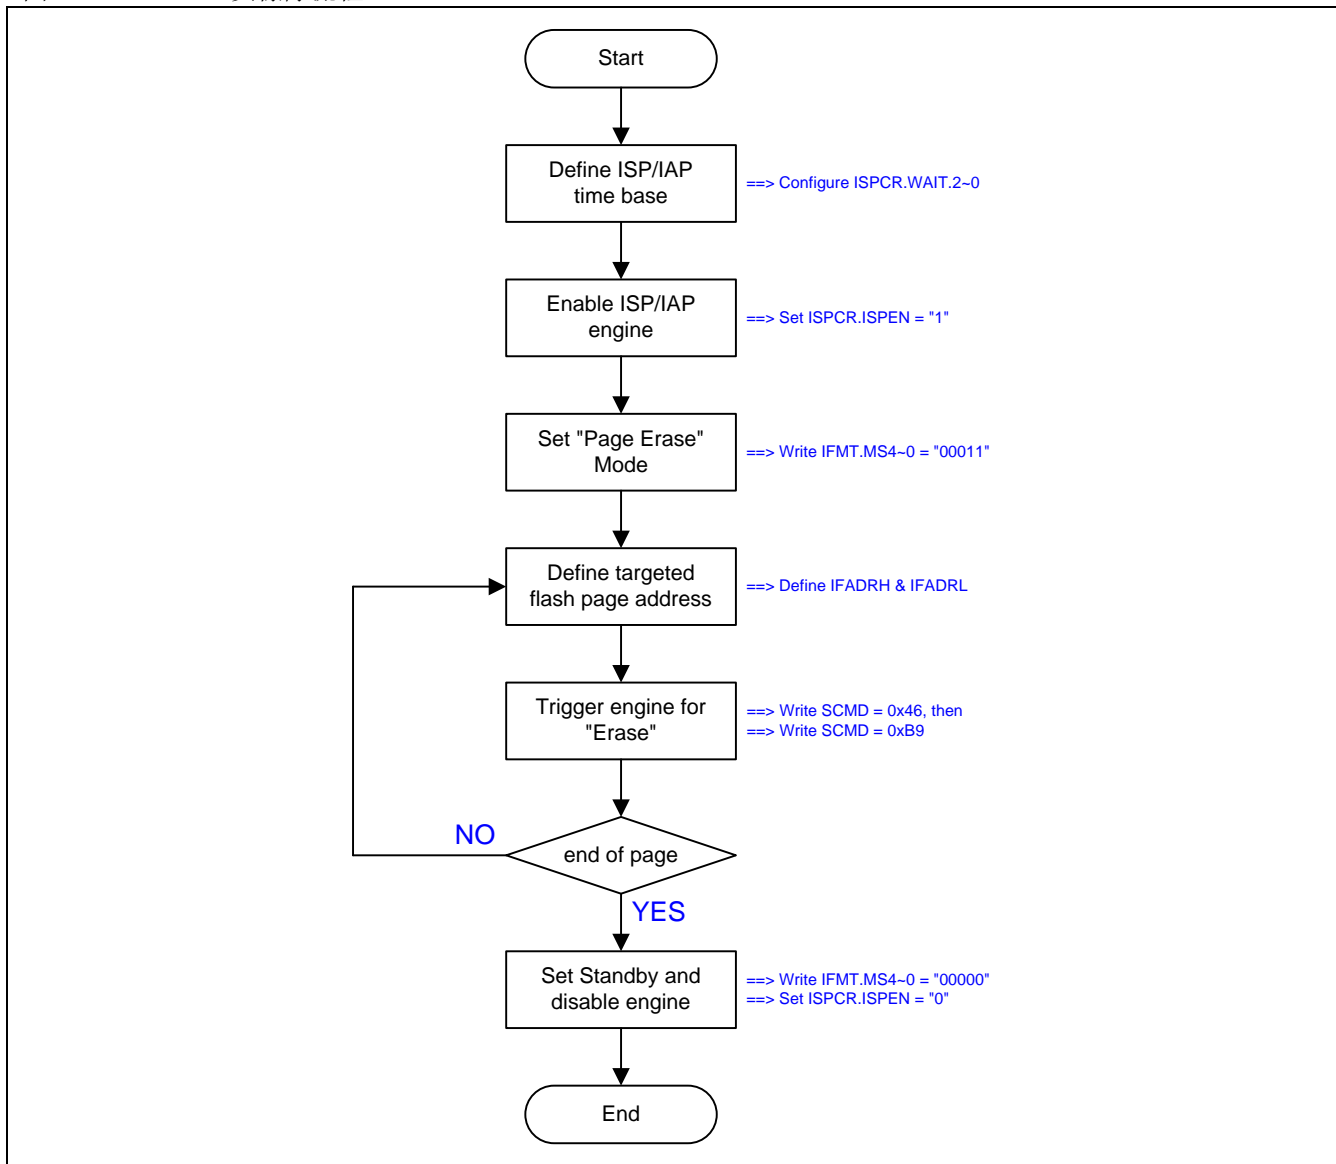 Start
Define ISP/IAP
time base
==> Configure ISPCR.WAIT.2~0
Enable ISP/IAP
engine
==> Set ISPCR.ISPEN = "1"
Set "Page Erase"
Mode
==> Write IFMT.MS4~0 = "00011"
Define targeted
flash page address
==> Define IFADRH & IFADRL
Trigger engine for
"Erase"
==> Write SCMD = 0x46, then
==> Write SCMD = 0xB9
NO
end of page
YES
Set Standby and
disable engine
==> Write IFMT.MS4~0 = "00000"
==> Set ISPCR.ISPEN = "0"
End